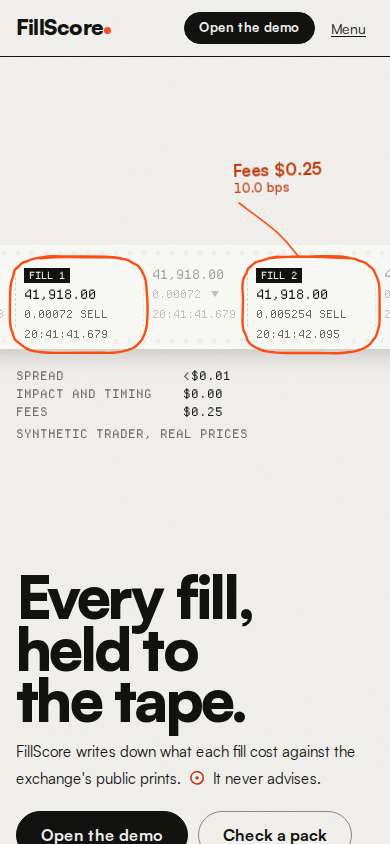 FillScore
Open the demo
Menu
Fees $0.25
10.0 bps
FILL 1
41,918.00
0.00072 SELL
20:41:41.679
41,918.00
0.00072 ▼
20:41:41.679
FILL 2
41,918.00
0.005254 SELL
20:41:42.095
SPREAD <$0.01
IMPACT AND TIMING $0.00
FEES $0.25
SYNTHETIC TRADER, REAL PRICES
Every fill,
held to
the tape.
FillScore writes down what each fill cost against the
exchange's public prints. It never advises.
Open the demo
Check a pack